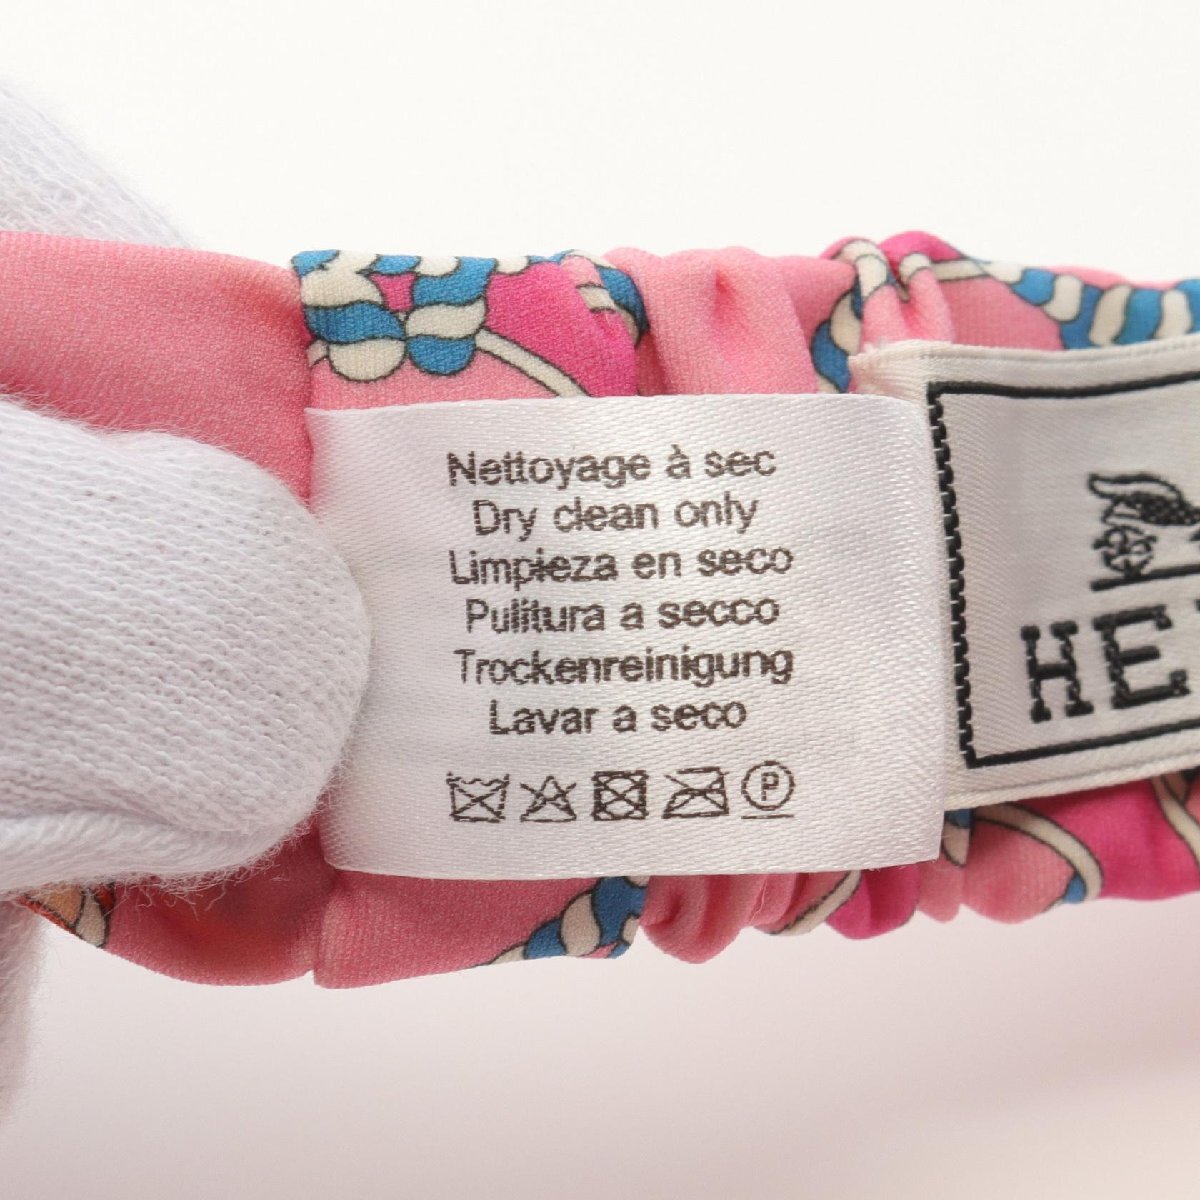 Nettoyage à sec
Dry clean only
Limpieza en seco
Pulitura a secco
Trockenreinigung
Lavar a seco
P
HE